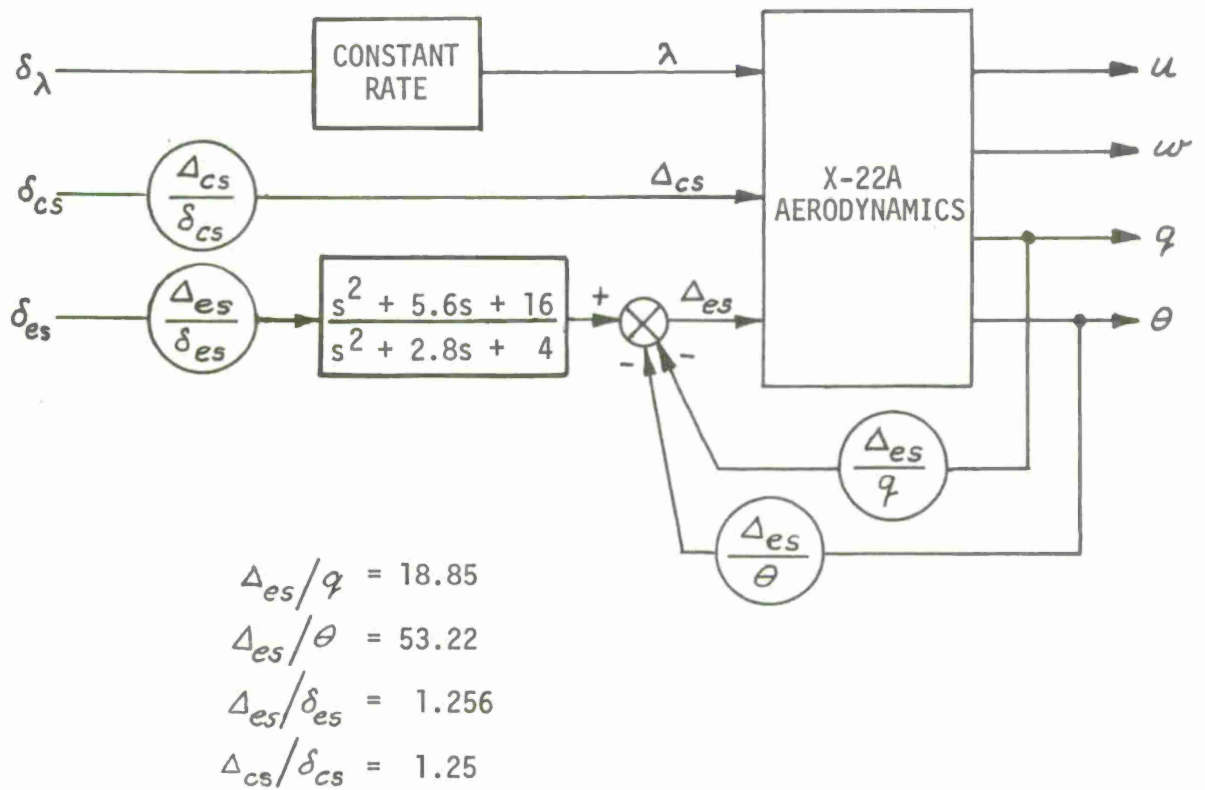 δλ
CONSTANT
RATE
λ
u
δcs
Δcs
δcs
Δcs
X-22A
AERODYNAMICS
w
q
δes
Δes
δes
s² + 5.6s + 16
s² + 2.8s + 4
+
-
-
Δes
θ
Δes
q
Δes
θ
Δes/q = 18.85
Δes/θ = 53.22
Δes/δes = 1.256
Δcs/δcs = 1.25